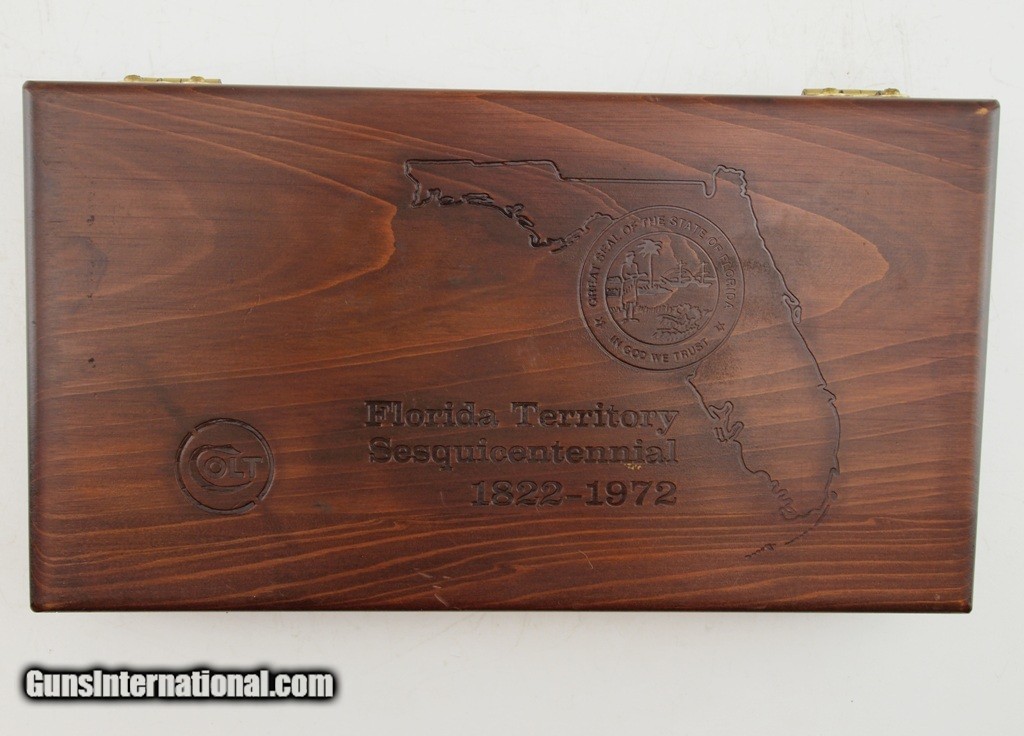 GREAT SEAL OF THE STATE OF FLORIDA
IN GOD WE TRUST
Florida Territory
Sesquicentennial
1822-1972
COLT
GunsInternational.com